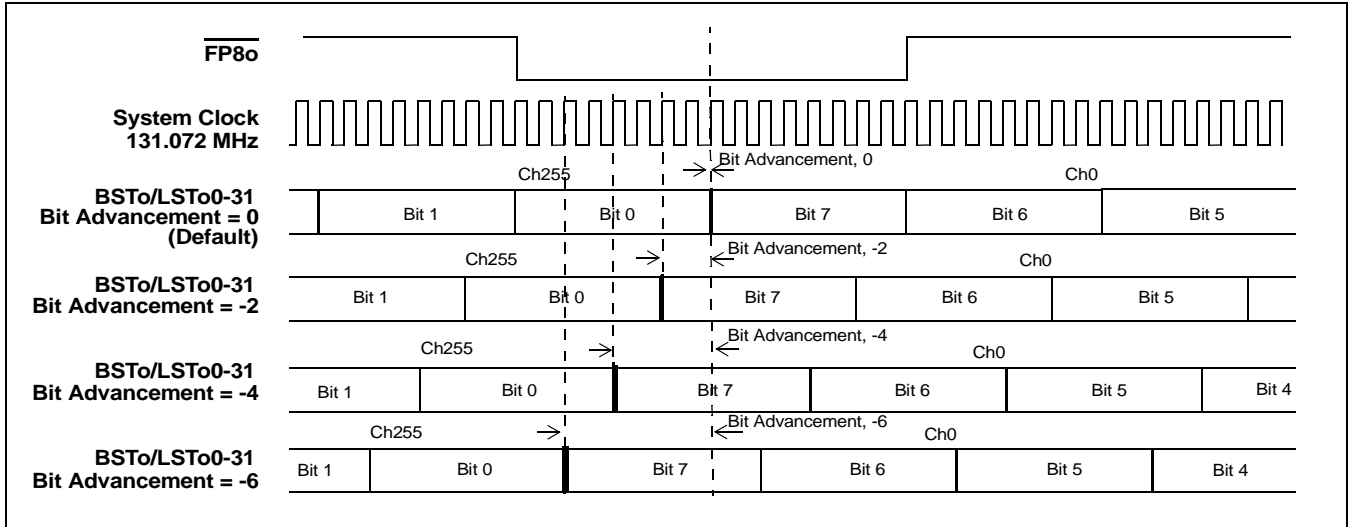 FP8o
System Clock
131.072 MHz
Bit Advancement, 0
Ch255
Ch0
BSTo/LSTo0-31
Bit Advancement = 0
(Default)
Bit 1
Bit 0
Bit 7
Bit 6
Bit 5
Bit Advancement, -2
Ch255
Ch0
BSTo/LSTo0-31
Bit Advancement = -2
Bit 1
Bit 0
Bit 7
Bit 6
Bit 5
Bit Advancement, -4
Ch255
Ch0
BSTo/LSTo0-31
Bit Advancement = -4
Bit 1
Bit 0
Bit 7
Bit 6
Bit 5
Bit 4
Bit Advancement, -6
Ch255
Ch0
BSTo/LSTo0-31
Bit Advancement = -6
Bit 1
Bit 0
Bit 7
Bit 6
Bit 5
Bit 4